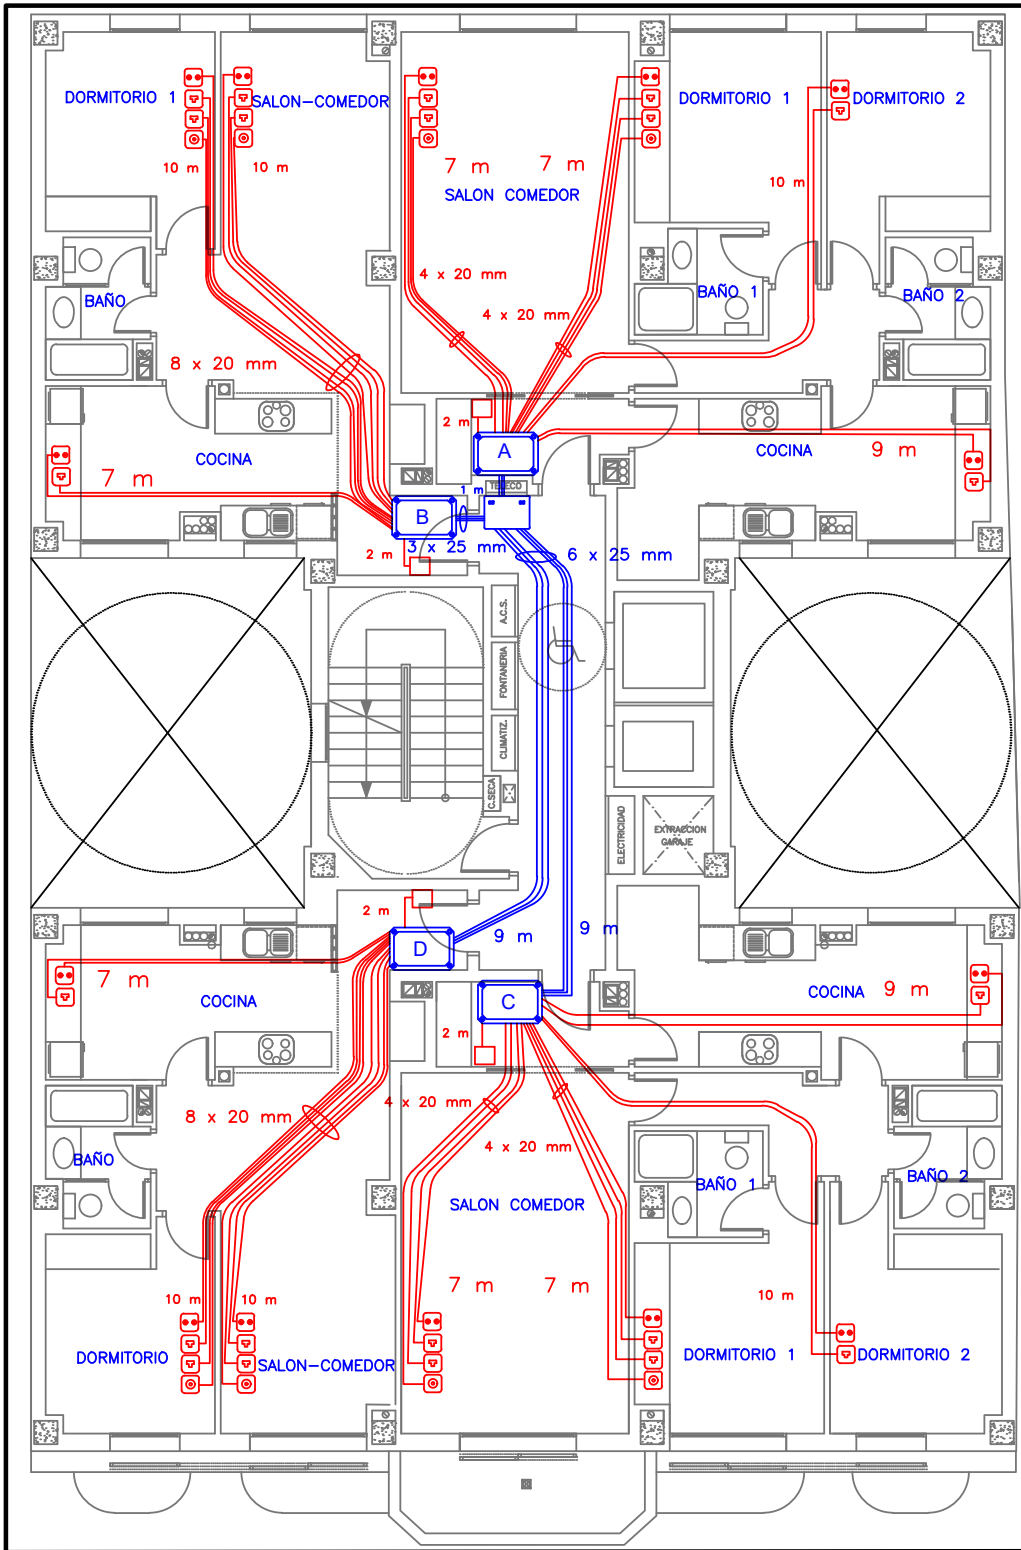 DORMITORIO 1
SALON-COMEDOR
DORMITORIO 1
DORMITORIO 2
10 m
10 m
7 m
7 m
10 m
SALON COMEDOR
4 x 20 mm
BAÑO
BAÑO 1
BAÑO 2
4 x 20 mm
8 x 20 mm
2 m
A
COCINA
COCINA
9 m
7 m
TELECO
1 m
B
3 x 25 mm
6 x 25 mm
2 m
A.C.S.
FONTANERIA
CLIMATIZ.
C.SECA
ELECTRICIDAD
EXTRACCION
GARAJE
2 m
D
9 m
9 m
7 m
COCINA
C
COCINA
9 m
2 m
8 x 20 mm
4 x 20 mm
4 x 20 mm
BAÑO
BAÑO 1
BAÑO 2
SALON COMEDOR
7 m
7 m
10 m
10 m
10 m
DORMITORIO
SALON-COMEDOR
DORMITORIO 1
DORMITORIO 2